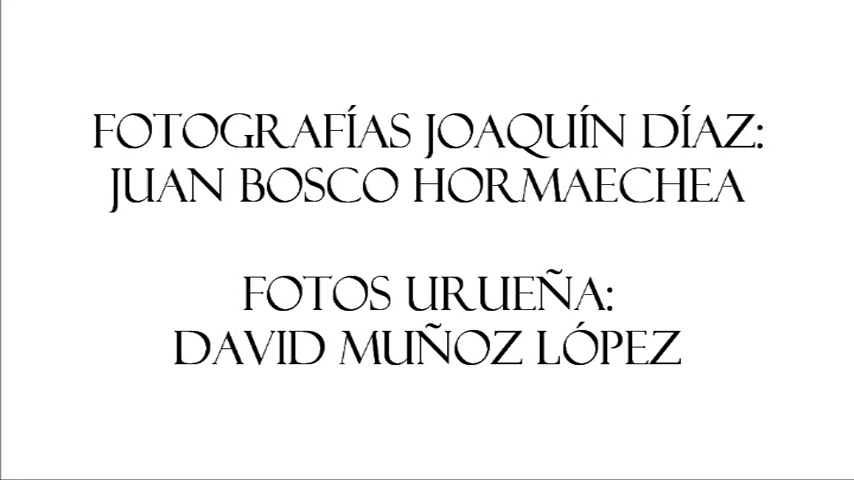 FOTOGRAFÍAS JOAQUÍN DÍAZ:
JUAN BOSCO HORMAECHEA
FOTOS URUEÑA:
DAVID MUÑOZ LÓPEZ